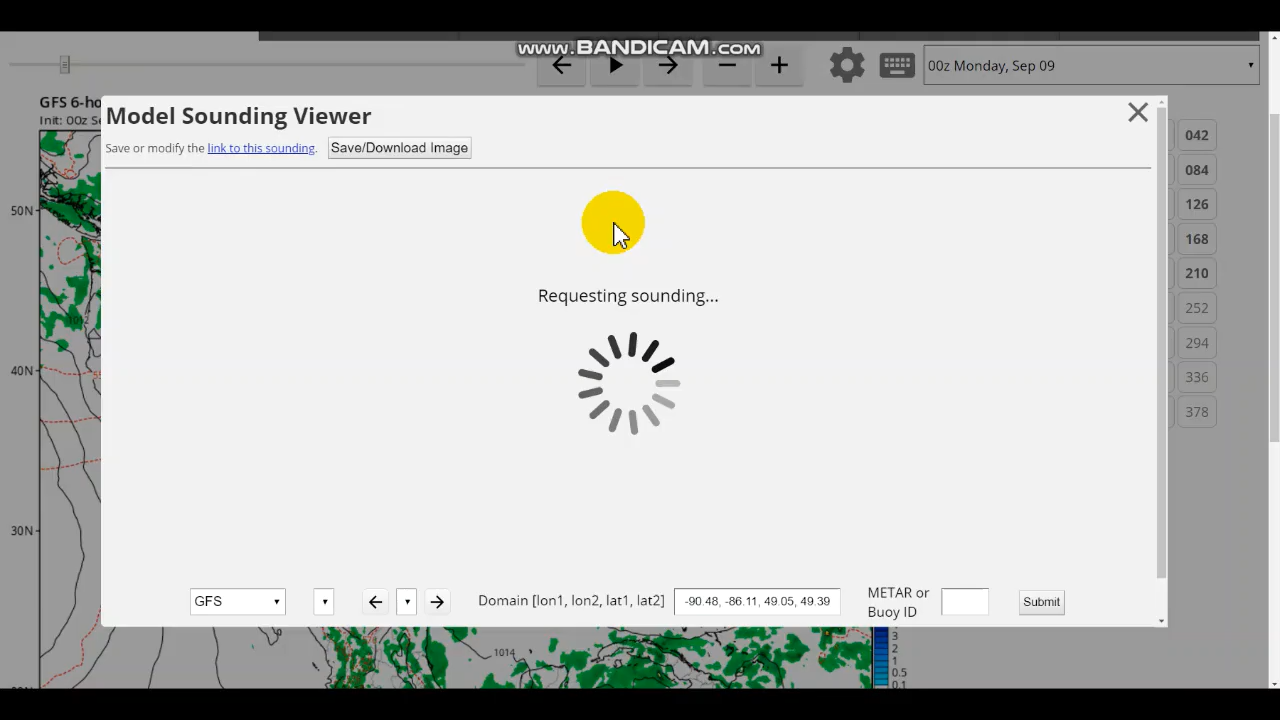 www.BANDICAM.com
00z Monday, Sep 09
GFS 6-ho
Init: 00z Se
Model Sounding Viewer
Save or modify the link to this sounding. Save/Download Image
042
084
126
168
210
252
294
336
378
50N
40N
30N
1012
Requesting sounding...
GFS
Domain [lon1, lon2, lat1, lat2]
-90.48, -86.11, 49.05, 49.39
METAR or
Buoy ID
Submit
1014
3
2
1
0.5
0.1